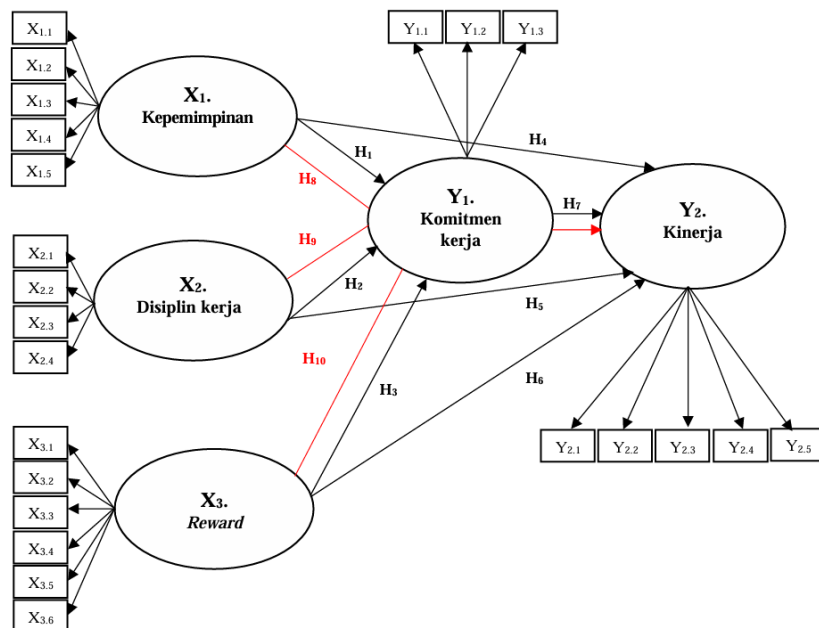 X1.1
X1.2
X1.3
X1.4
X1.5
X1.
Kepemimpinan
Y1.1
Y1.2
Y1.3
H1
H4
H8
Y1.
Komitmen
kerja
H7
Y2.
Kinerja
H9
X2.1
X2.2
X2.3
X2.4
X2.
Disiplin kerja
H2
H5
H10
H3
H6
X3.1
X3.2
X3.3
X3.4
X3.5
X3.6
X3.
Reward
Y2.1
Y2.2
Y2.3
Y2.4
Y2.5